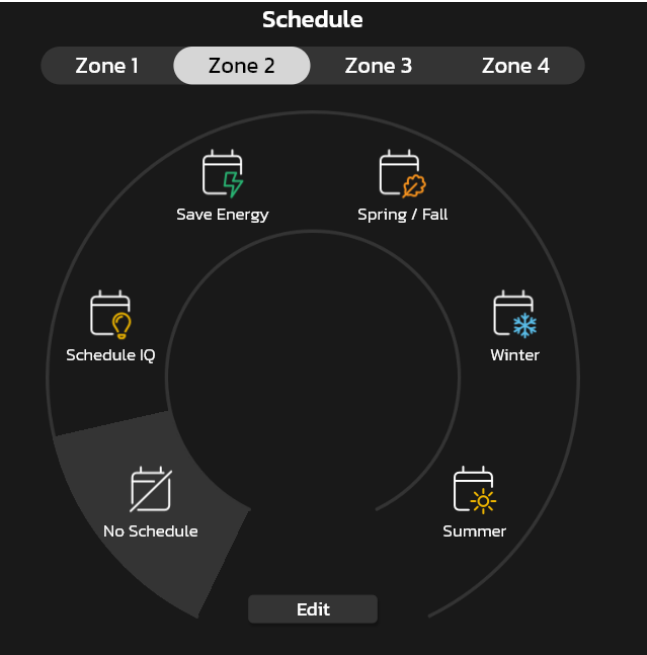 Schedule
Zone 1 Zone 2 Zone 3 Zone 4
Save Energy Spring / Fall
Schedule IQ Winter
No Schedule Summer
Edit